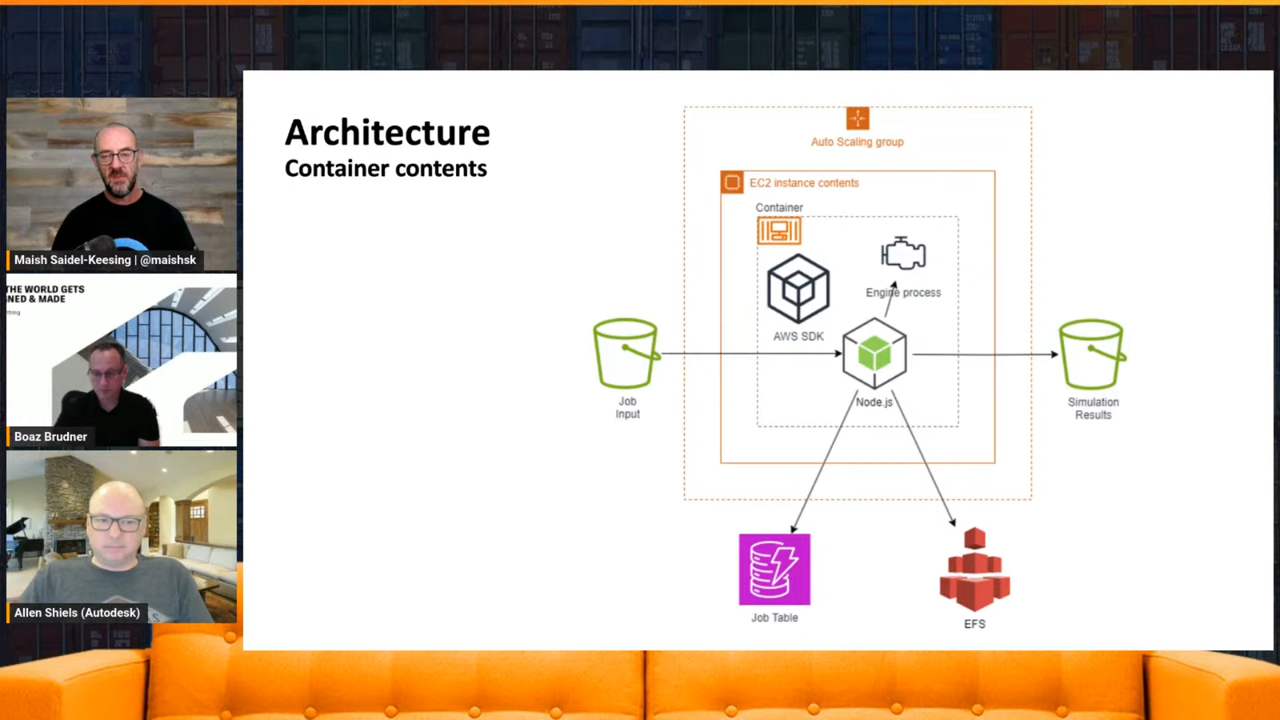 Architecture
Container contents
Auto Scaling group
EC2 instance contents
Container
Engine process
AWS SDK
Node.js
Job
Input
Simulation
Results
Job Table
EFS
Maish Saidel-Keesing | @maishsk
THE WORLD GETS
NED & MADE
Boaz Brudner
Allen Shiels (Autodesk)